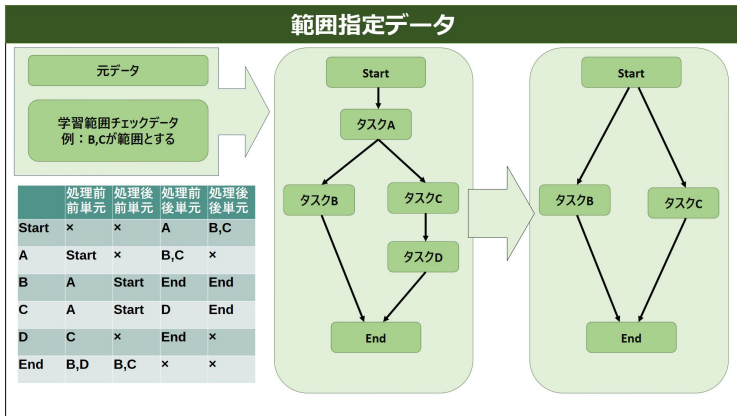 範囲指定データ
元データ
学習範囲チェックデータ
例：B,Cが範囲とする
処理前 処理後 処理前 処理後
前単元 前単元 後単元 後単元
Start × × A B,C
A Start × B,C ×
B A Start End End
C A Start D End
D C × End ×
End B,D B,C × ×
Start
タスクA
タスクB
タスクC
タスクD
End
Start
タスクB
タスクC
End